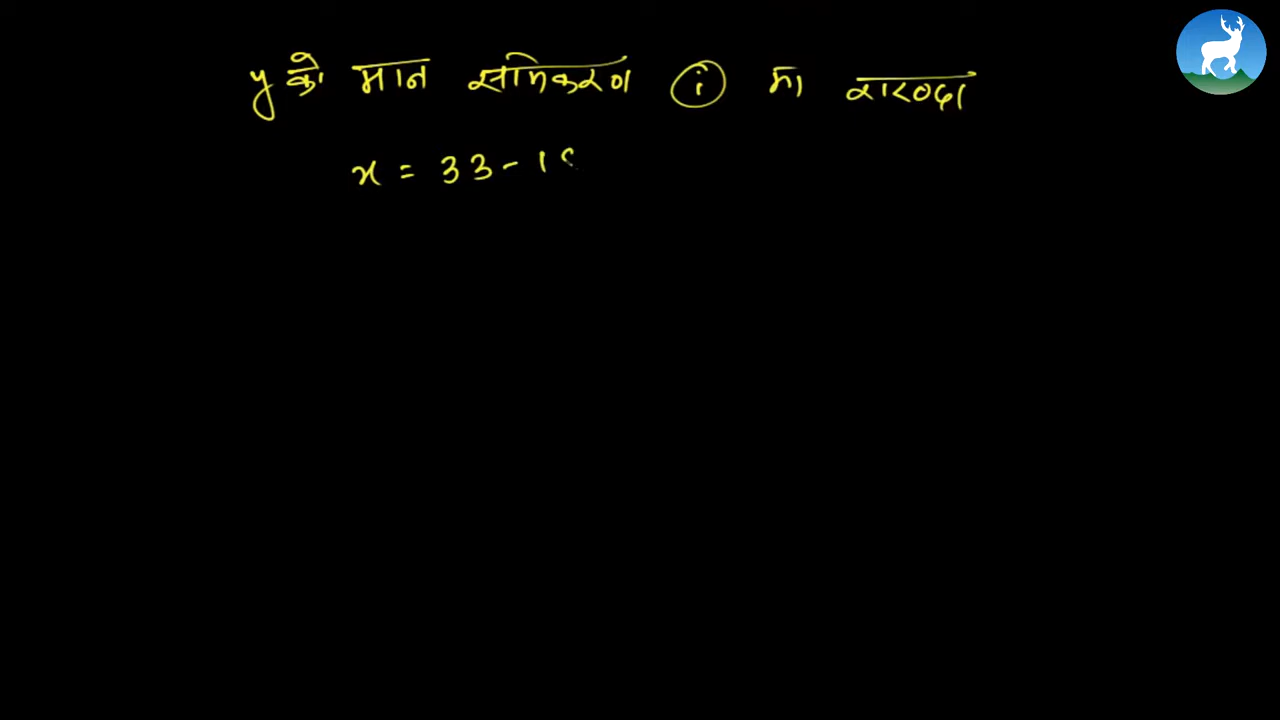 y को मान समिकरण (i) मा राख्दा
x = 33 - 1